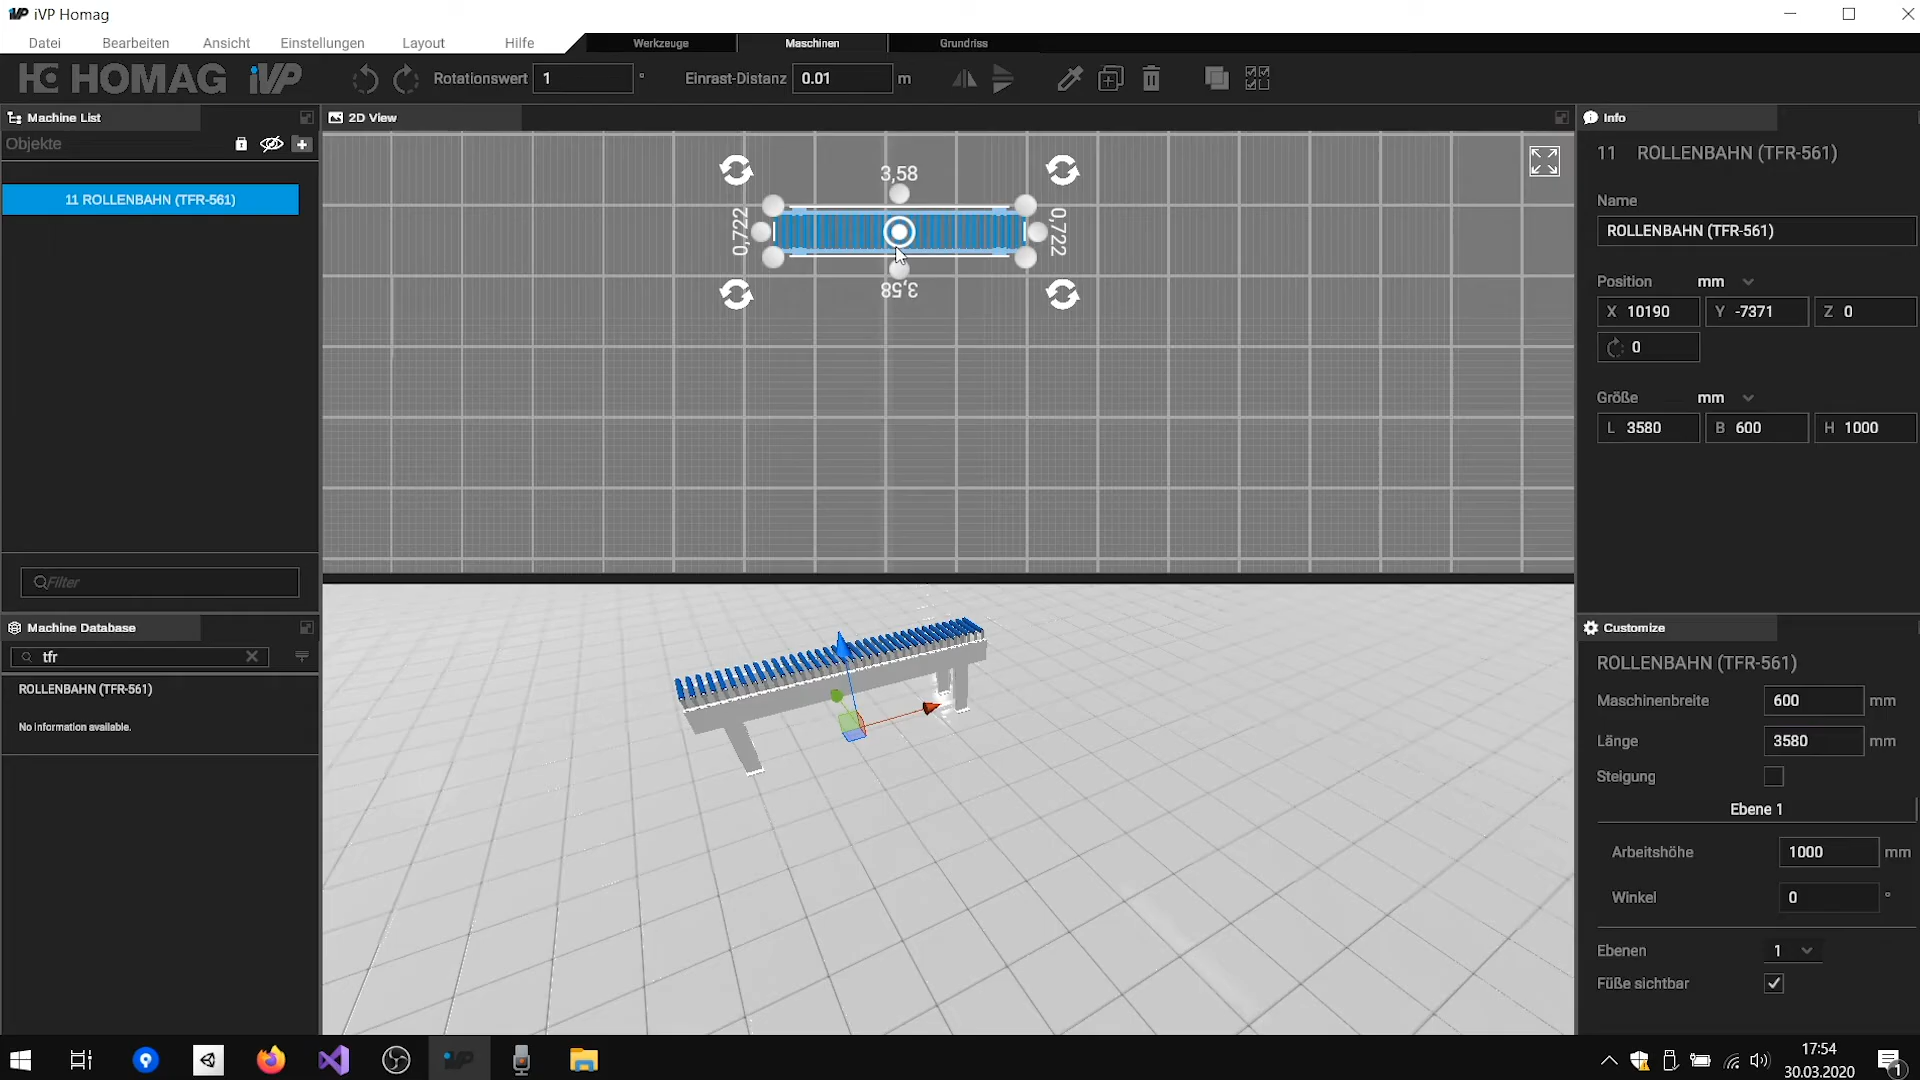 iVP iVP Homag
Datei Bearbeiten Ansicht Einstellungen Layout Hilfe Werkzeuge Maschinen Grundriss
HOMAG iVP Rotationswert 1 ° Einrast-Distanz 0.01 m
Machine List
Objekte
11 ROLLENBAHN (TFR-561)
Filter
Machine Database
tfr
ROLLENBAHN (TFR-561)
No information available.
2D View
3,58
0,722
0,722
3,58
Info
11 ROLLENBAHN (TFR-561)
Name
ROLLENBAHN (TFR-561)
Position mm
X 10190 Y -7371 Z 0
0
Größe mm
L 3580 B 600 H 1000
Customize
ROLLENBAHN (TFR-561)
Maschinenbreite 600 mm
Länge 3580 mm
Steigung
Ebene 1
Arbeitshöhe 1000 mm
Winkel 0 °
Ebenen 1
Füße sichtbar
iVP
17:54
30.03.2020
1